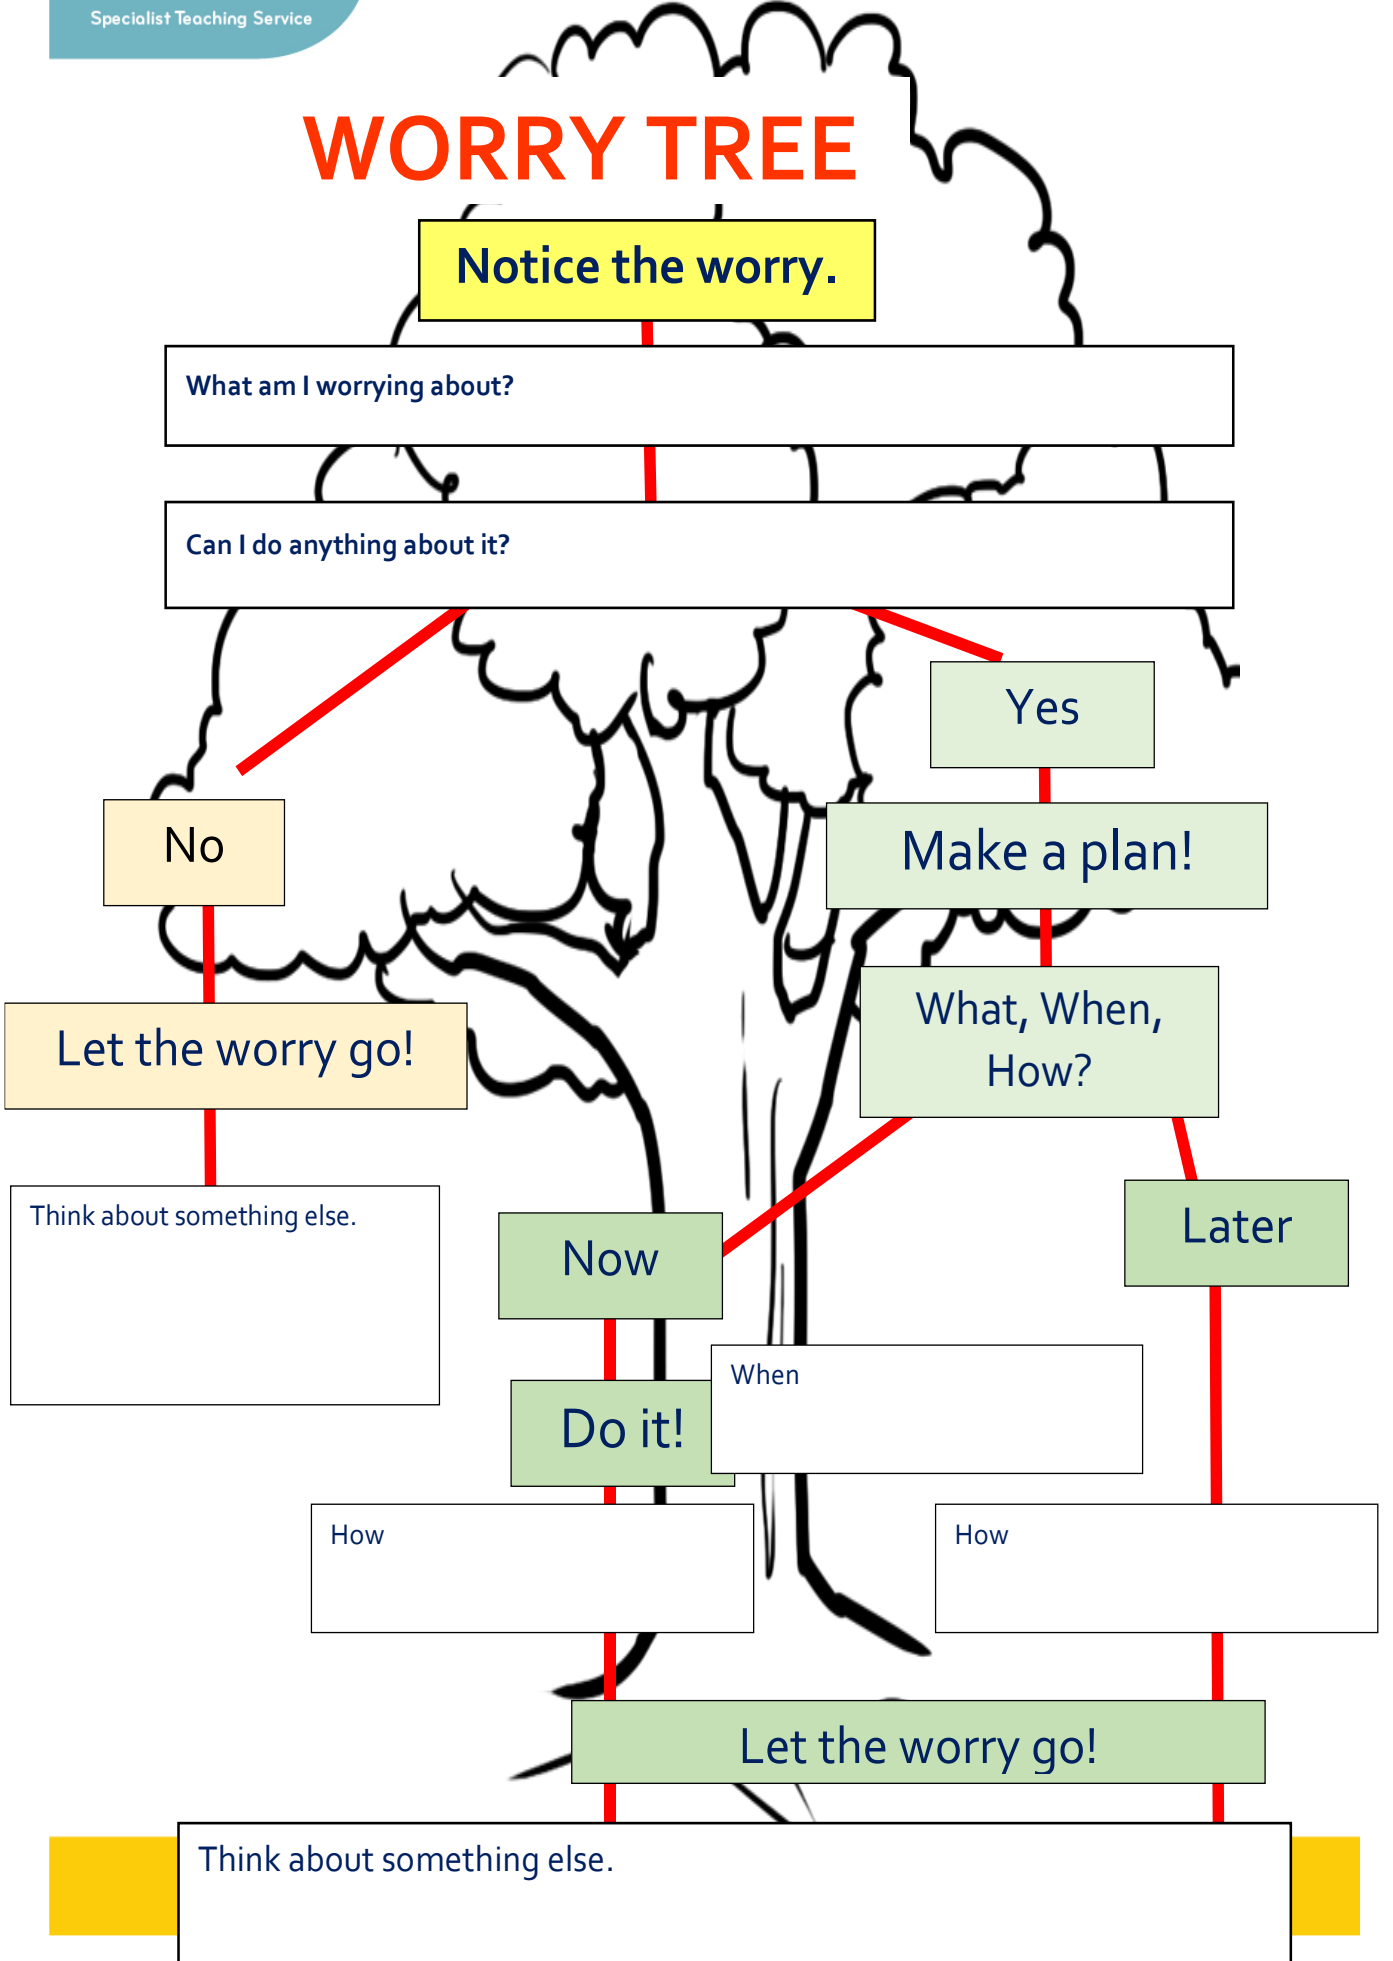 Specialist Teaching Service
WORRY TREE
Notice the worry.
What am I worrying about?
Can I do anything about it?
Yes
No
Make a plan!
What, When,
How?
Let the worry go!
Think about something else.
Now
Later
Do it!
When
How
How
Let the worry go!
Think about something else.